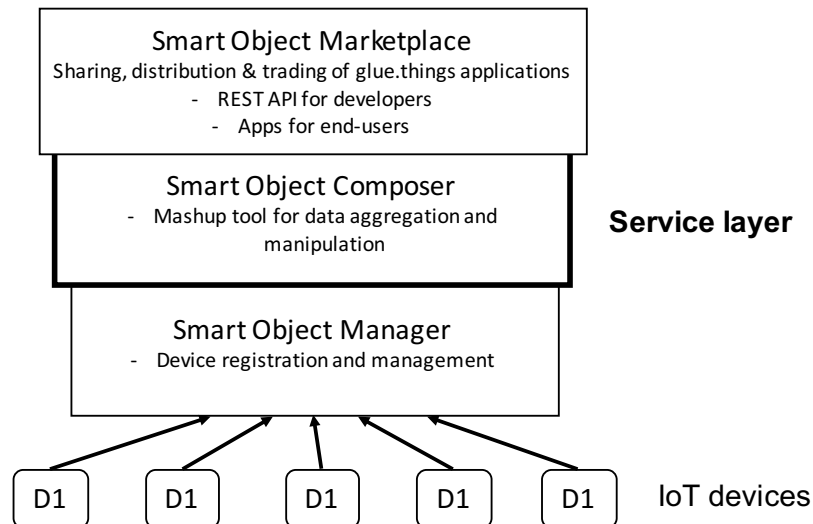 Smart Object Marketplace
Sharing, distribution & trading of glue.things applications
- REST API for developers
- Apps for end-users
Smart Object Composer
- Mashup tool for data aggregation and
manipulation
Service layer
Smart Object Manager
- Device registration and management
D1 D1 D1 D1 D1 IoT devices